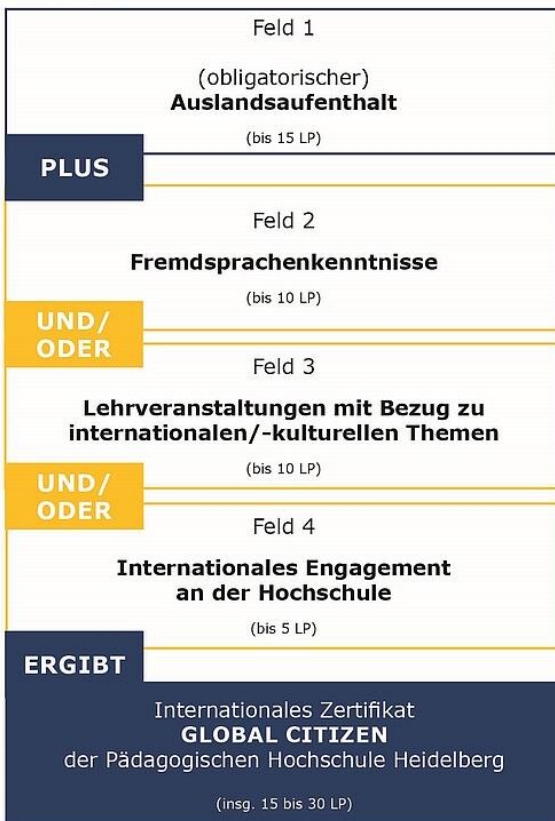 Feld 1
(obligatorischer)
Auslandsaufenthalt
(bis 15 LP)
PLUS
Feld 2
Fremdsprachenkenntnisse
(bis 10 LP)
UND/
ODER
Feld 3
Lehrveranstaltungen mit Bezug zu
internationalen/-kulturellen Themen
(bis 10 LP)
UND/
ODER
Feld 4
Internationales Engagement
an der Hochschule
(bis 5 LP)
ERGIBT
Internationales Zertifikat
GLOBAL CITIZEN
der Pädagogischen Hochschule Heidelberg
(insg. 15 bis 30 LP)